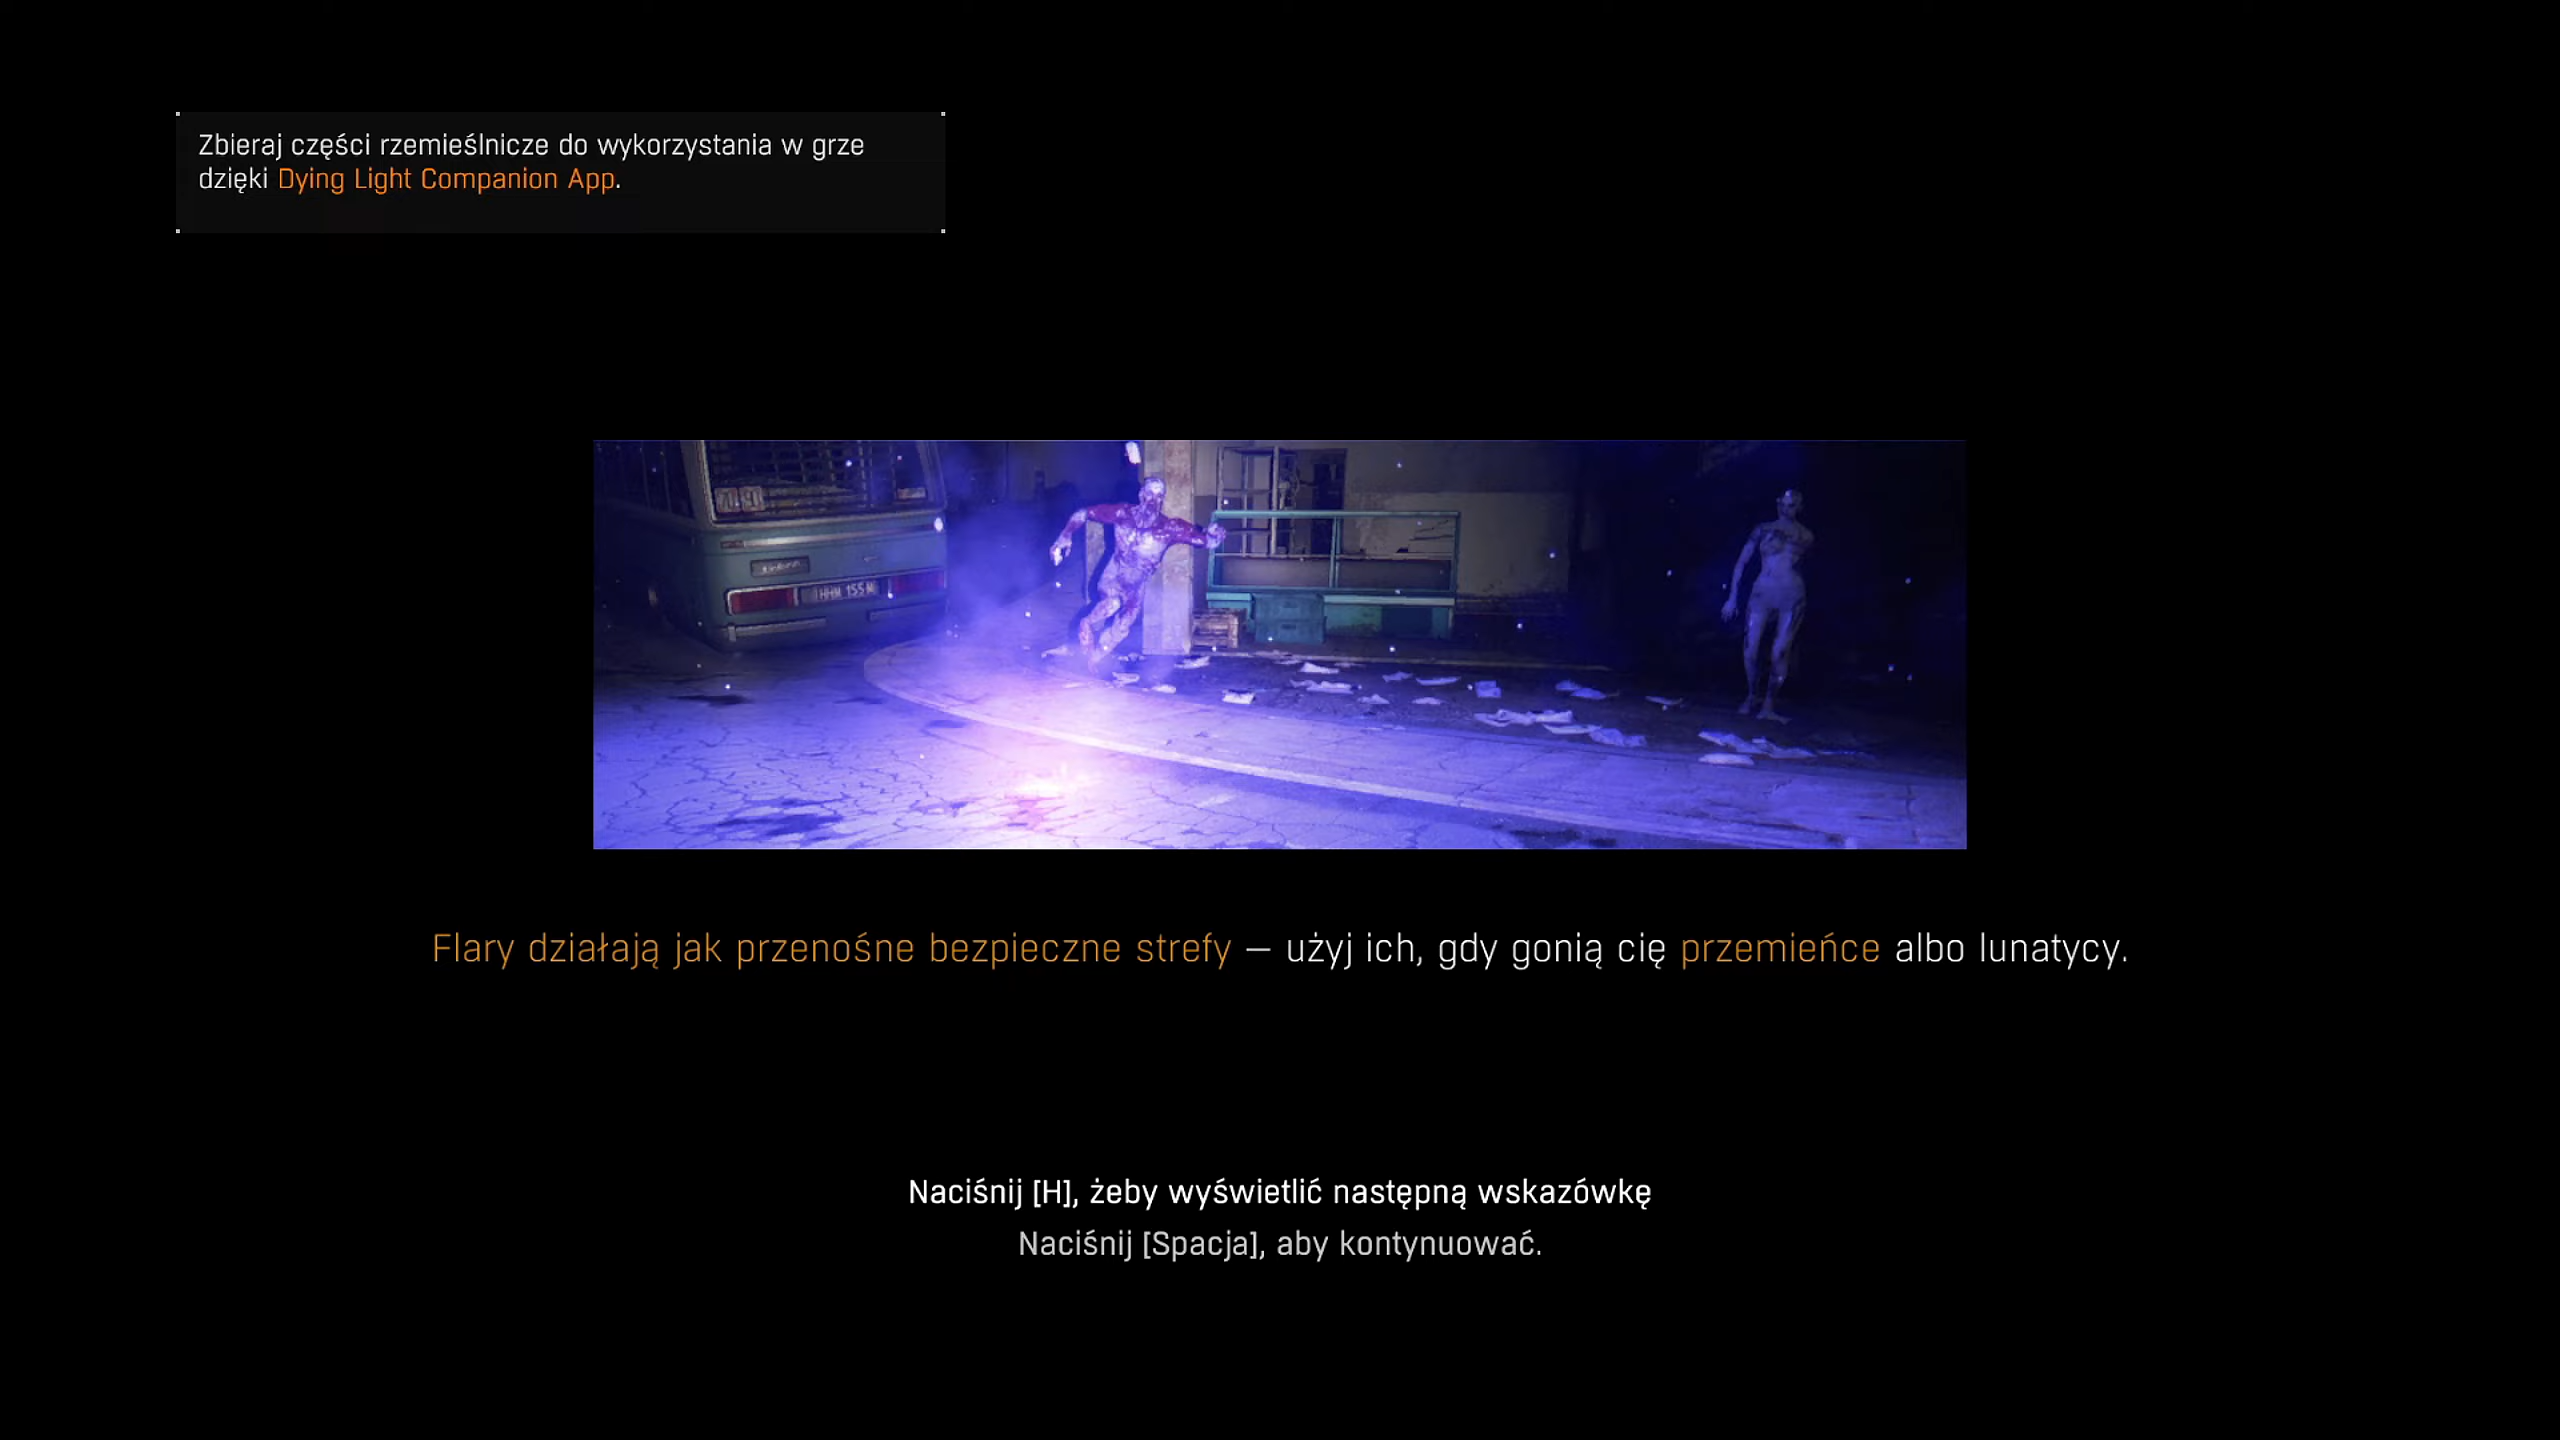 Zbieraj części rzemieślnicze do wykorzystania w grze
dzięki Dying Light Companion App.
Flary działają jak przenośne bezpieczne strefy – użyj ich, gdy gonią cię przemieńce albo lunatycy.
Naciśnij [H], żeby wyświetlić następną wskazówkę
Naciśnij [Spacja], aby kontynuować.